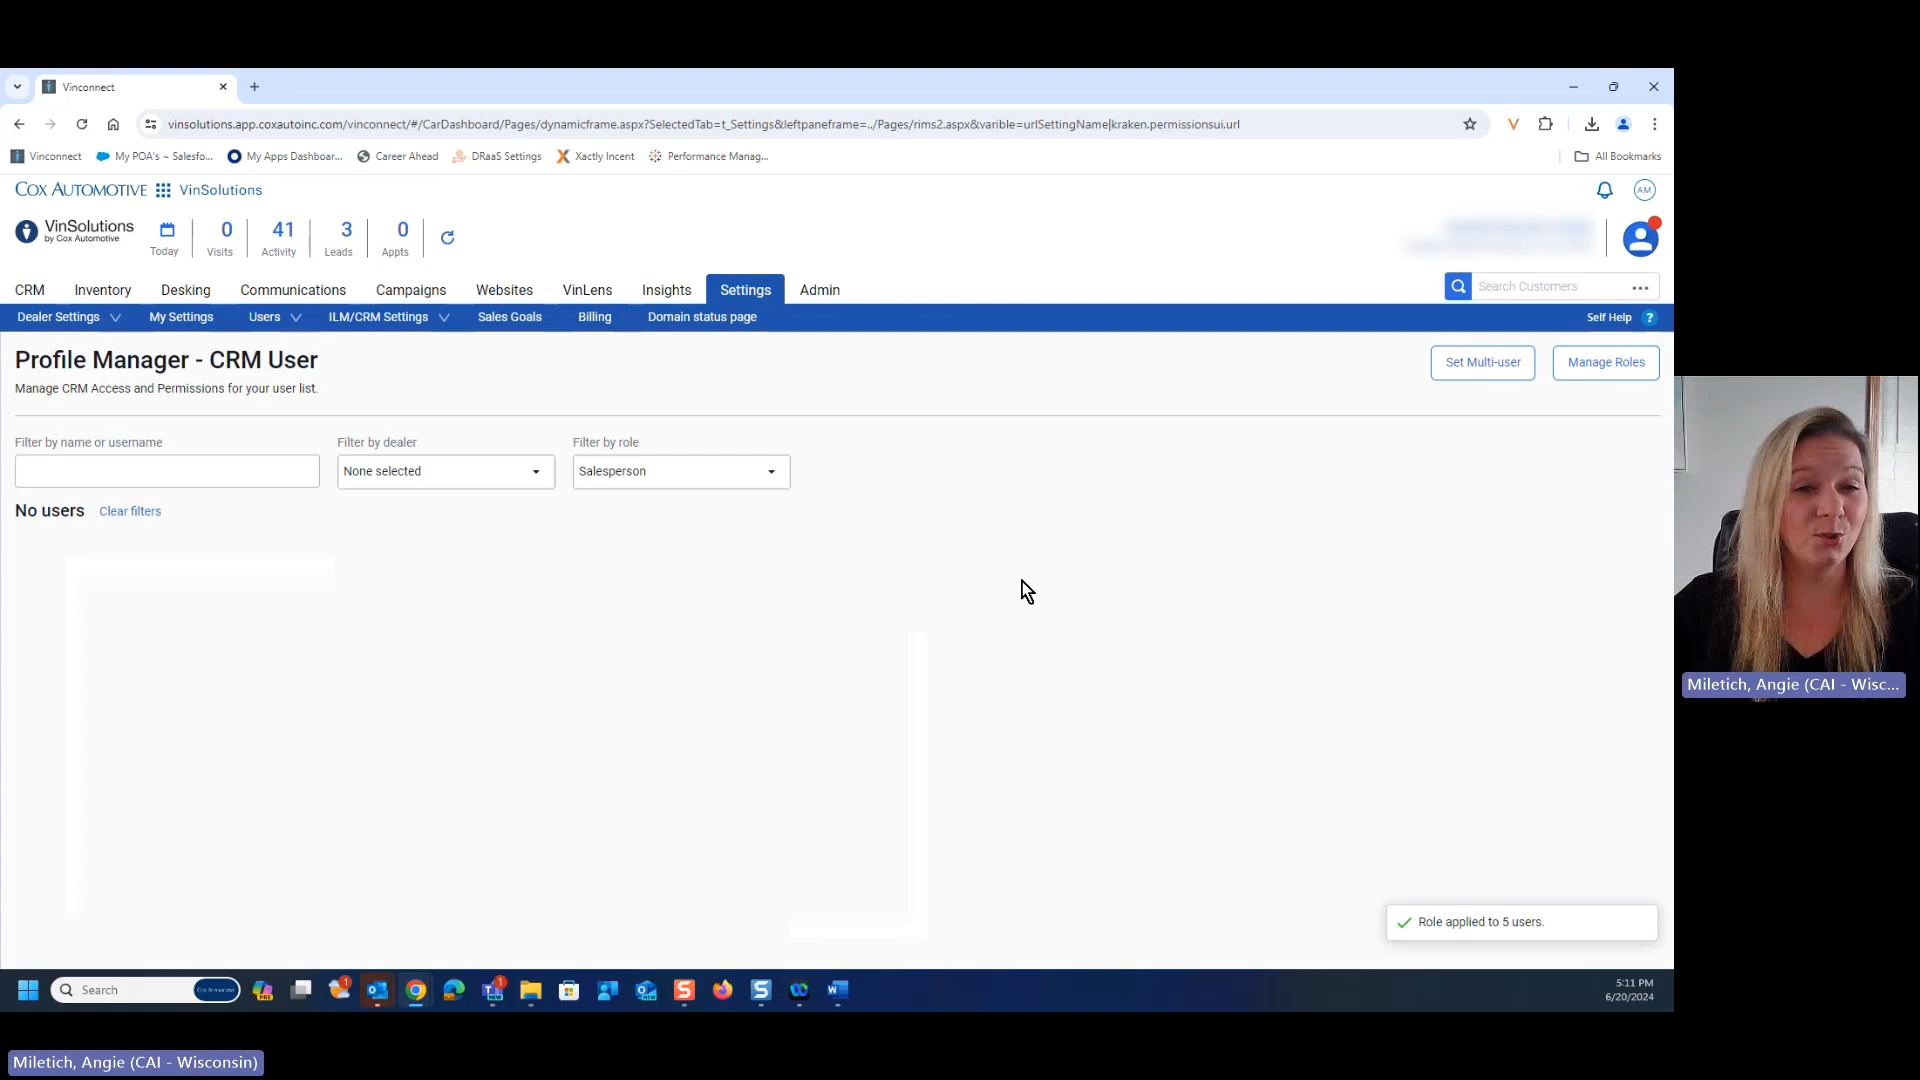 Vinconnect
vinsolutions.app.coxautoinc.com/vinconnect/#/CarDashboard/Pages/dynamicframe.aspx?SelectedTab=t_Settings&leftpaneframe=../Pages/rims2.aspx&varible=urlSettingName|kraken.permissionsui.url
Vinconnect My POA's ~ Salesfo... My Apps Dashboar... Career Ahead DRaaS Settings Xactly Incent Performance Manag... All Bookmarks
COX AUTOMOTIVE VinSolutions AM
VinSolutions
by Cox Automotive
Today
0
Visits
41
Activity
3
Leads
0
Appts
CRM Inventory Desking Communications Campaigns Websites VinLens Insights Settings Admin Search Customers
Dealer Settings My Settings Users ILM/CRM Settings Sales Goals Billing Domain status page Self Help ?
Profile Manager - CRM User
Set Multi-user Manage Roles
Manage CRM Access and Permissions for your user list.
Filter by name or username Filter by dealer Filter by role
None selected Salesperson
No users Clear filters
Role applied to 5 users.
Miletich, Angie (CAI - Wisc...
Search
5:11 PM
6/20/2024
Miletich, Angie (CAI - Wisconsin)